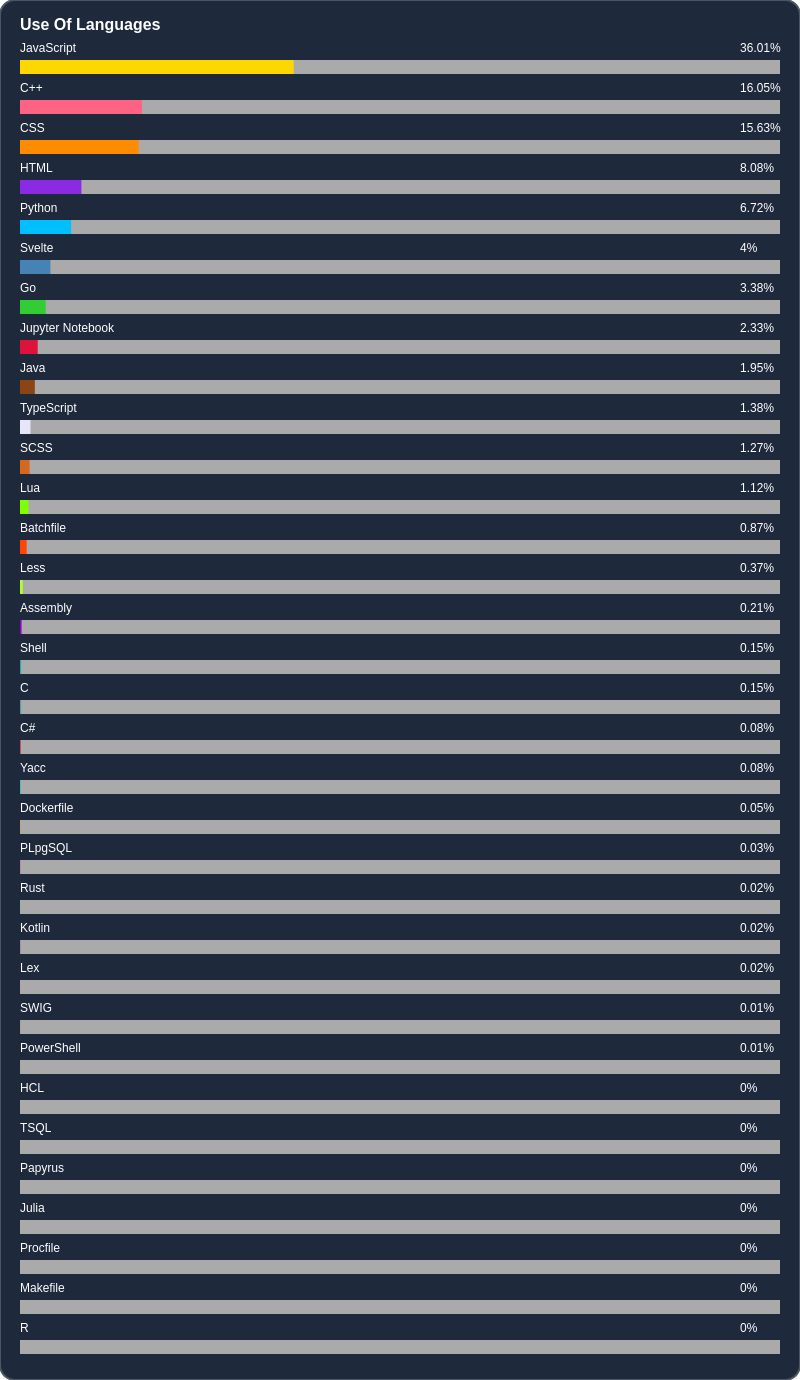 Use Of Languages
JavaScript 36.01%
C++ 16.05%
CSS 15.63%
HTML 8.08%
Python 6.72%
Svelte 4%
Go 3.38%
Jupyter Notebook 2.33%
Java 1.95%
TypeScript 1.38%
SCSS 1.27%
Lua 1.12%
Batchfile 0.87%
Less 0.37%
Assembly 0.21%
Shell 0.15%
C 0.15%
C# 0.08%
Yacc 0.08%
Dockerfile 0.05%
PLpgSQL 0.03%
Rust 0.02%
Kotlin 0.02%
Lex 0.02%
SWIG 0.01%
PowerShell 0.01%
HCL 0%
TSQL 0%
Papyrus 0%
Julia 0%
Procfile 0%
Makefile 0%
R 0%